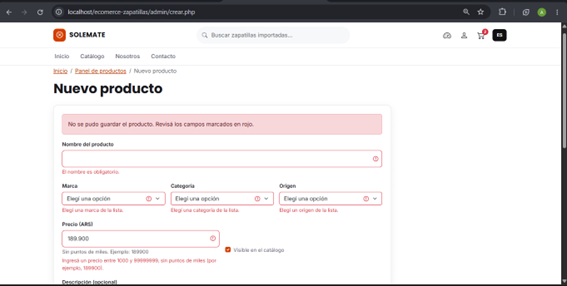 localhost/ecomerce-zapatillas/admin/crear.php
SOLEMATE
Buscar zapatillas importadas...
2
ES
Inicio Catálogo Nosotros Contacto
Inicio / Panel de productos / Nuevo producto
Nuevo producto
No se pudo guardar el producto. Revisá los campos marcados en rojo.
Nombre del producto
El nombre es obligatorio.
Marca Categoría Origen
Elegí una opción Elegí una opción Elegí una opción
Elegí una marca de la lista. Elegí una categoría de la lista. Elegí un origen de la lista.
Precio (ARS)
189.900
Visible en el catálogo
Sin puntos de miles. Ejemplo: 189900
Ingresá un precio entre 1000 y 99999999, sin puntos de miles (por
ejemplo, 189900).
Descripción (opcional)